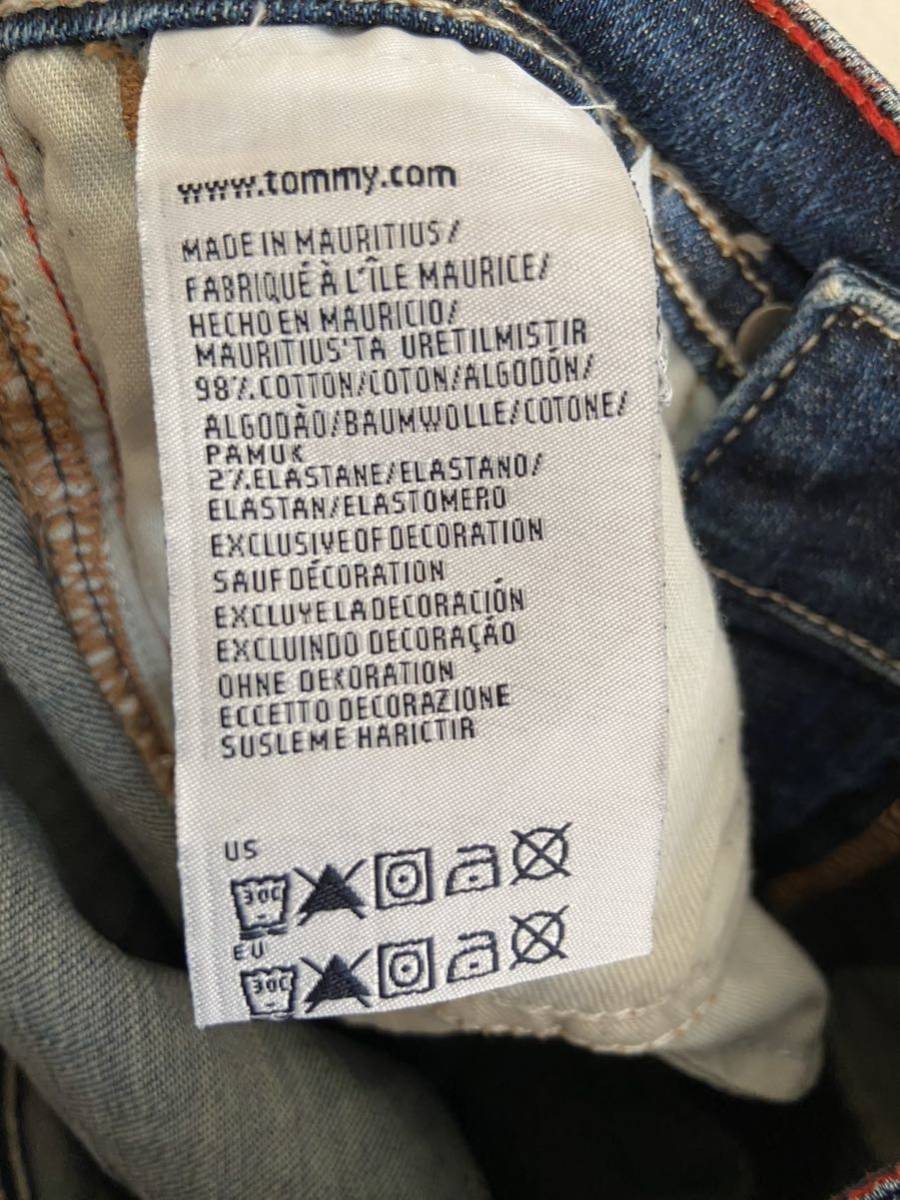 www.tommy.com
MADE IN MAURITIUS/
FABRIQUÉ À L'ÎLE MAURICE/
HECHO EN MAURICIO/
MAURITIUS'TA URETILMISTIR
98%.COTTON/COTON/ALGODÓN/
ALGODÃO/BAUMWOLLE/COTONE/
PAMUK
2%.ELASTANE/ELASTANO/
ELASTAN/ELASTOMERO
EXCLUSIVE OF DECORATION
SAUF DÉCORATION
EXCLUYE LA DECORACIÓN
EXCLUINDO DECORAÇÃO
OHNE DEKORATION
ECCETTO DECORAZIONE
SUSLEME HARICTIR
US
30C
EU
30C